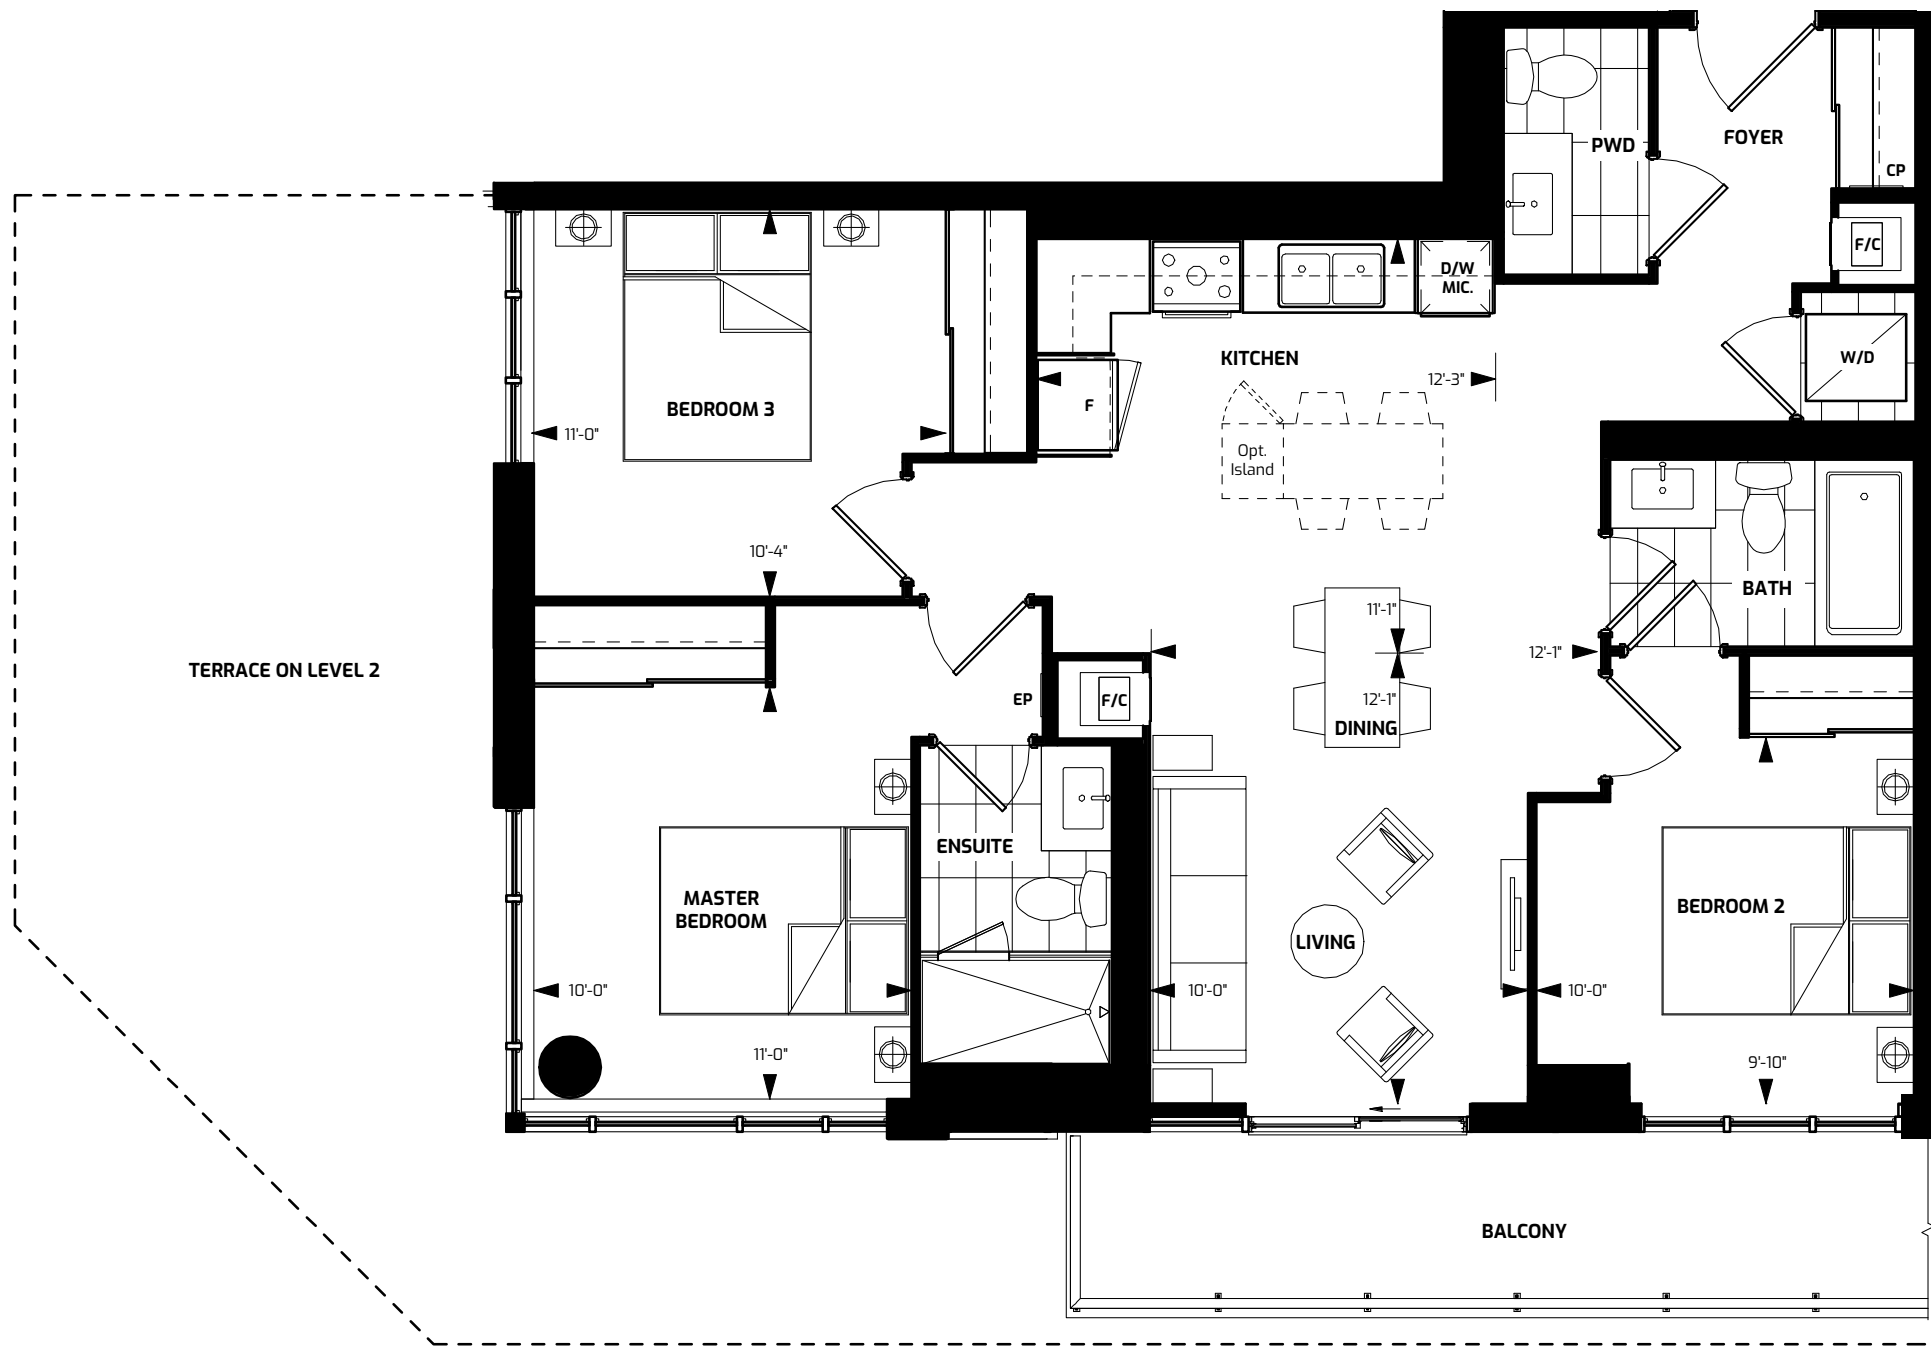 PWD
FOYER
CP
F/C
D/W
MIC.
KITCHEN
12'-3"
W/D
BEDROOM 3
F
11'-0"
Opt.
Island
10'-4"
BATH
11'-1"
12'-1"
TERRACE ON LEVEL 2
EP
F/C
12'-1"
DINING
ENSUITE
MASTER
BEDROOM
BEDROOM 2
LIVING
10'-0"
10'-0"
10'-0"
11'-0"
9'-10"
BALCONY